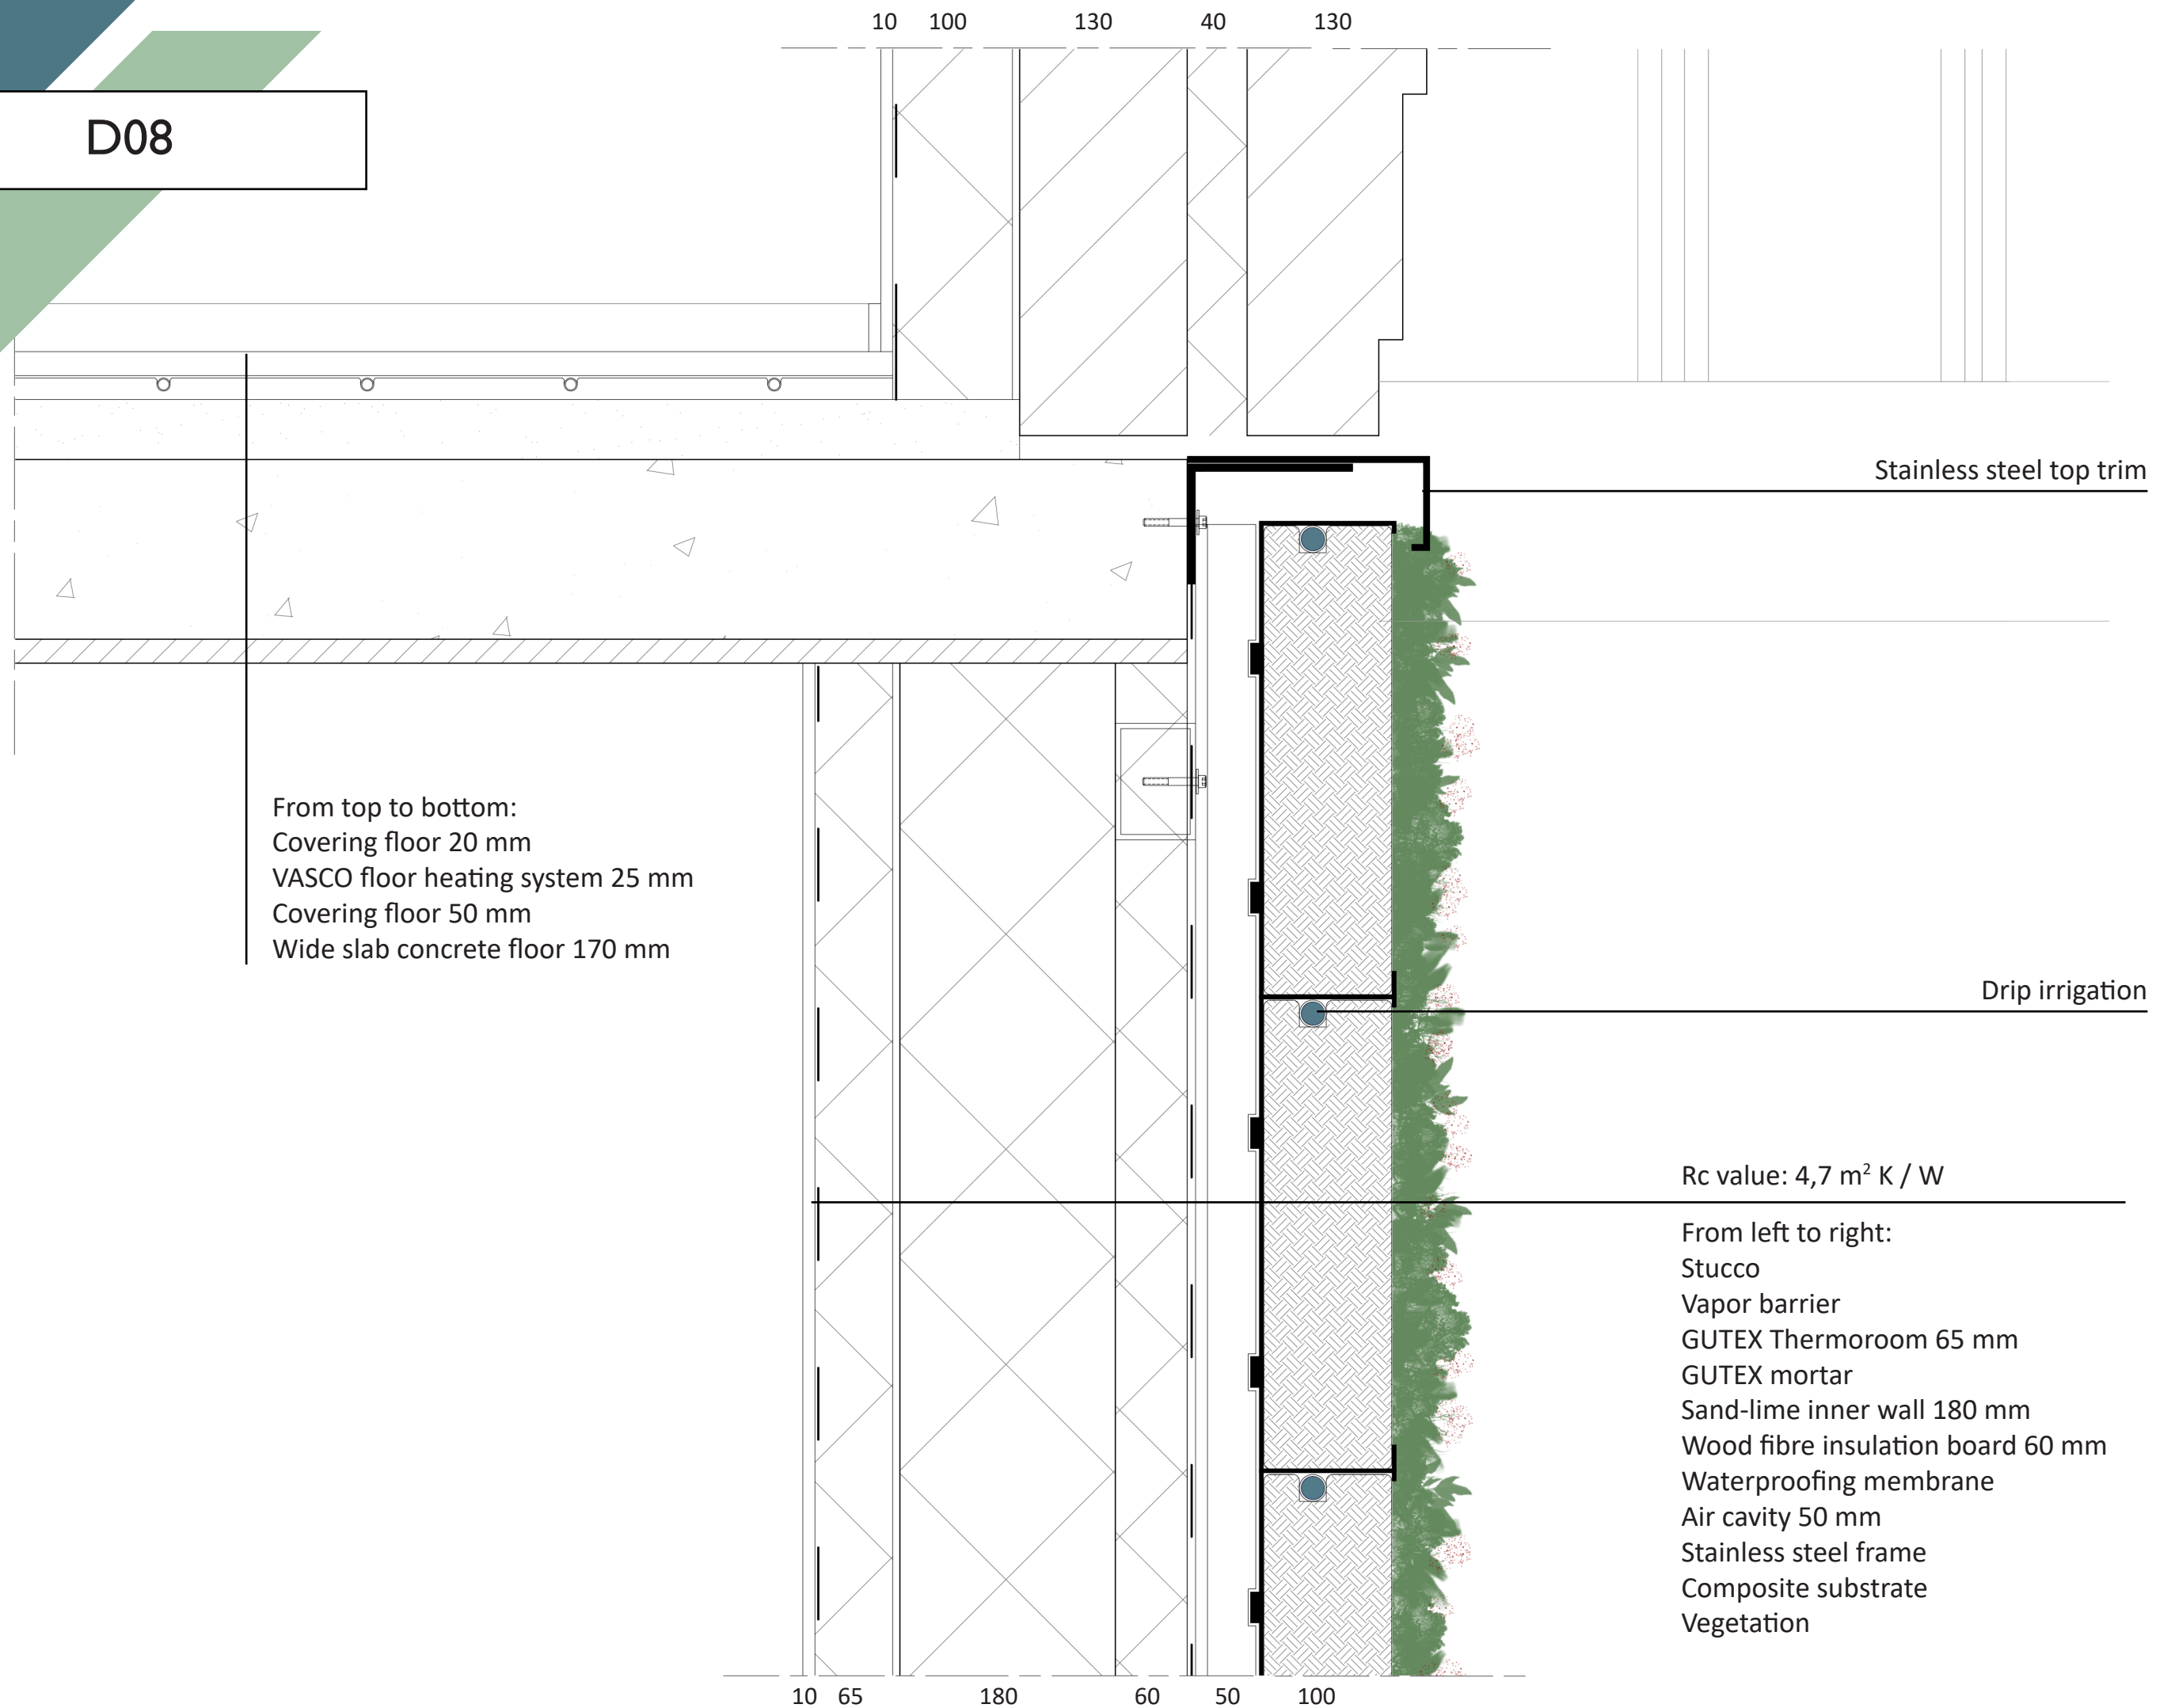 10 100 130 40 130
D08
Stainless steel top trim
From top to bottom:
Covering floor 20 mm
VASCO floor heating system 25 mm
Covering floor 50 mm
Wide slab concrete floor 170 mm
Drip irrigation
Rc value: 4,7 m² K / W
From left to right:
Stucco
Vapor barrier
GUTEX Thermoroom 65 mm
GUTEX mortar
Sand-lime inner wall 180 mm
Wood fibre insulation board 60 mm
Waterproofing membrane
Air cavity 50 mm
Stainless steel frame
Composite substrate
Vegetation
10 65 180 60 50 100